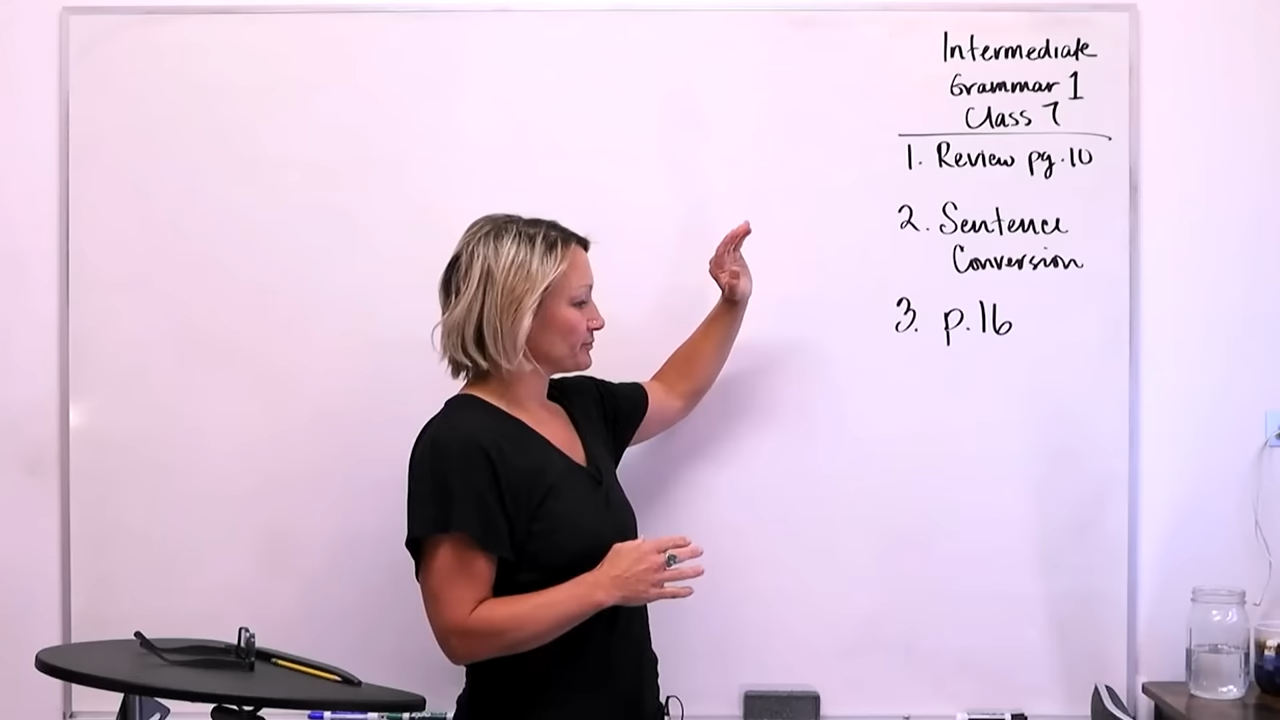 Intermediate
Grammar 1
Class 7
1. Review pg. 10
2. Sentence
Conversion
3. p. 16